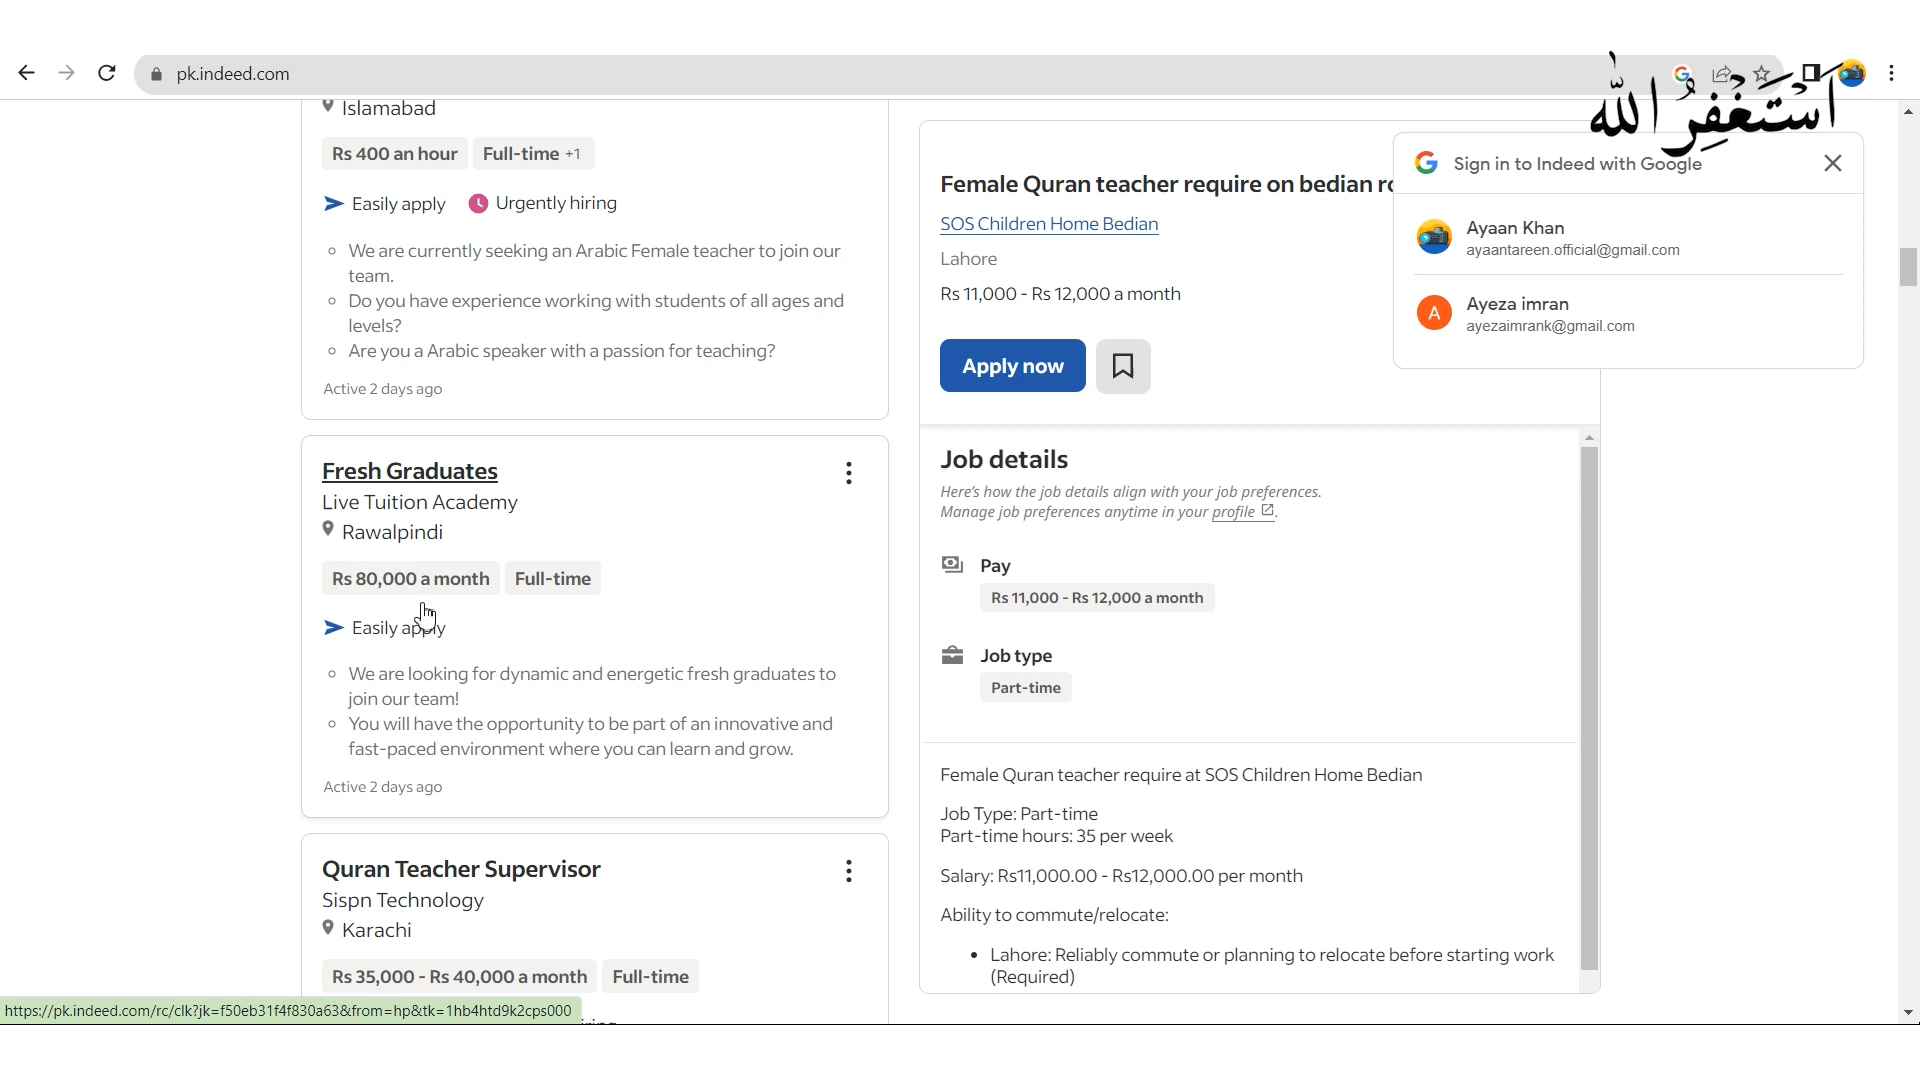 pk.indeed.com
أَسْتَغْفِرُ اللّٰه
Islamabad
Rs 400 an hour
Full-time +1
Easily apply
Urgently hiring
We are currently seeking an Arabic Female teacher to join our
team.
Do you have experience working with students of all ages and
levels?
Are you a Arabic speaker with a passion for teaching?
Active 2 days ago
Fresh Graduates
Live Tuition Academy
Rawalpindi
Rs 80,000 a month
Full-time
Easily apply
We are looking for dynamic and energetic fresh graduates to
join our team!
You will have the opportunity to be part of an innovative and
fast-paced environment where you can learn and grow.
Active 2 days ago
Quran Teacher Supervisor
Sispn Technology
Karachi
Rs 35,000 - Rs 40,000 a month
Full-time
https://pk.indeed.com/rc/clk?jk=f50eb31f4f830a63&from=hp&tk=1hb4htd9k2cps000
Female Quran teacher require on bedian
SOS Children Home Bedian
Lahore
Rs 11,000 - Rs 12,000 a month
Apply now
Sign in to Indeed with Google
Ayaan Khan
ayaantareen.official@gmail.com
A
Ayeza imran
ayezaimrank@gmail.com
Job details
Here's how the job details align with your job preferences.
Manage job preferences anytime in your profile.
Pay
Rs 11,000 - Rs 12,000 a month
Job type
Part-time
Female Quran teacher require at SOS Children Home Bedian
Job Type: Part-time
Part-time hours: 35 per week
Salary: Rs11,000.00 - Rs12,000.00 per month
Ability to commute/relocate:
Lahore: Reliably commute or planning to relocate before starting work
(Required)